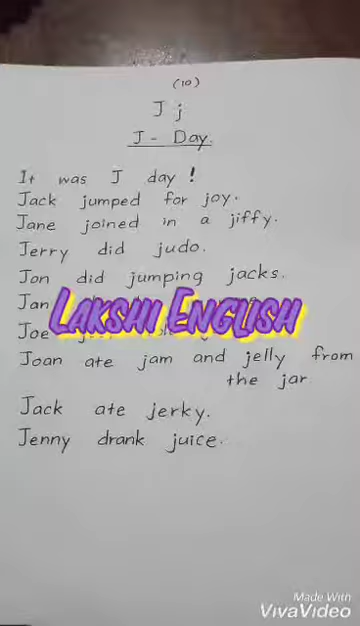 (10)
J j
J - Day.
It was J day!
Jack jumped for joy.
Jane joined in a jiffy.
Jerry did judo.
Jon did jumping jacks.
Jan
LAKSHI ENGLISH
Joe
Joan ate jam and jelly from
the jar
Jack ate jerky.
Jenny drank juice.
Made With
VivaVideo